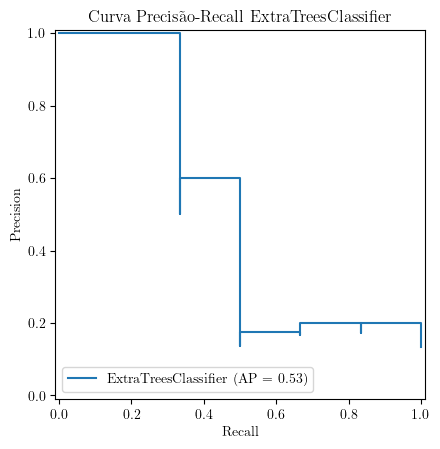 Curva Precisão-Recall ExtraTreesClassifier
1.0
0.8
0.6
0.4
0.2
0.0
Precision
ExtraTreesClassifier (AP = 0.53)
0.0 0.2 0.4 0.6 0.8 1.0
Recall